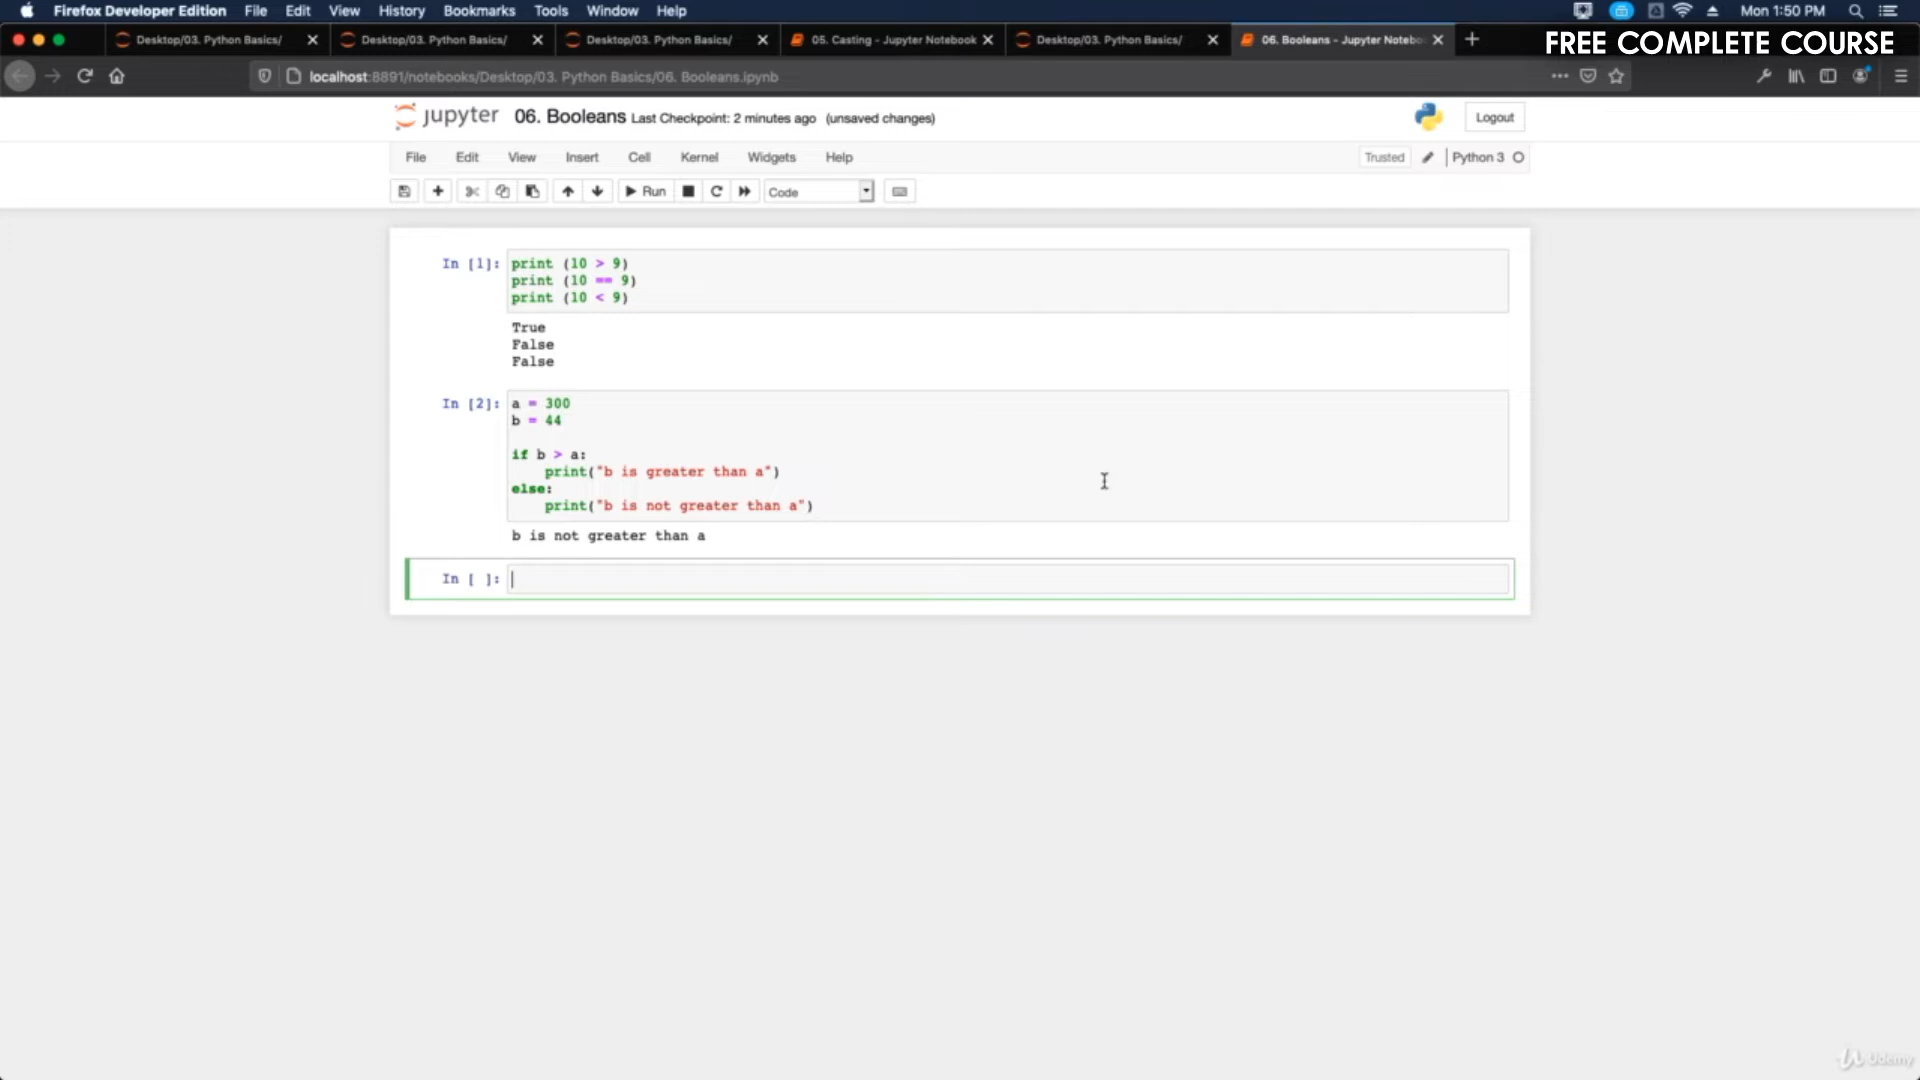 Firefox Developer Edition File Edit View History Bookmarks Tools Window Help Mon 1:50 PM
Desktop/03. Python Basics/ Desktop/03. Python Basics/ Desktop/03. Python Basics/ 05. Casting - Jupyter Notebook Desktop/03. Python Basics/ 06. Booleans - Jupyter Notebo
FREE COMPLETE COURSE
localhost:8891/notebooks/Desktop/03. Python Basics/06. Booleans.ipynb
jupyter 06. Booleans Last Checkpoint: 2 minutes ago (unsaved changes) Logout
File Edit View Insert Cell Kernel Widgets Help Trusted Python 3
Run Code
In [1]: print (10 > 9)
print (10 == 9)
print (10 < 9)
True
False
False
In [2]: a = 300
b = 44
if b > a:
print("b is greater than a")
else:
print("b is not greater than a")
b is not greater than a
In [ ]:
Udemy